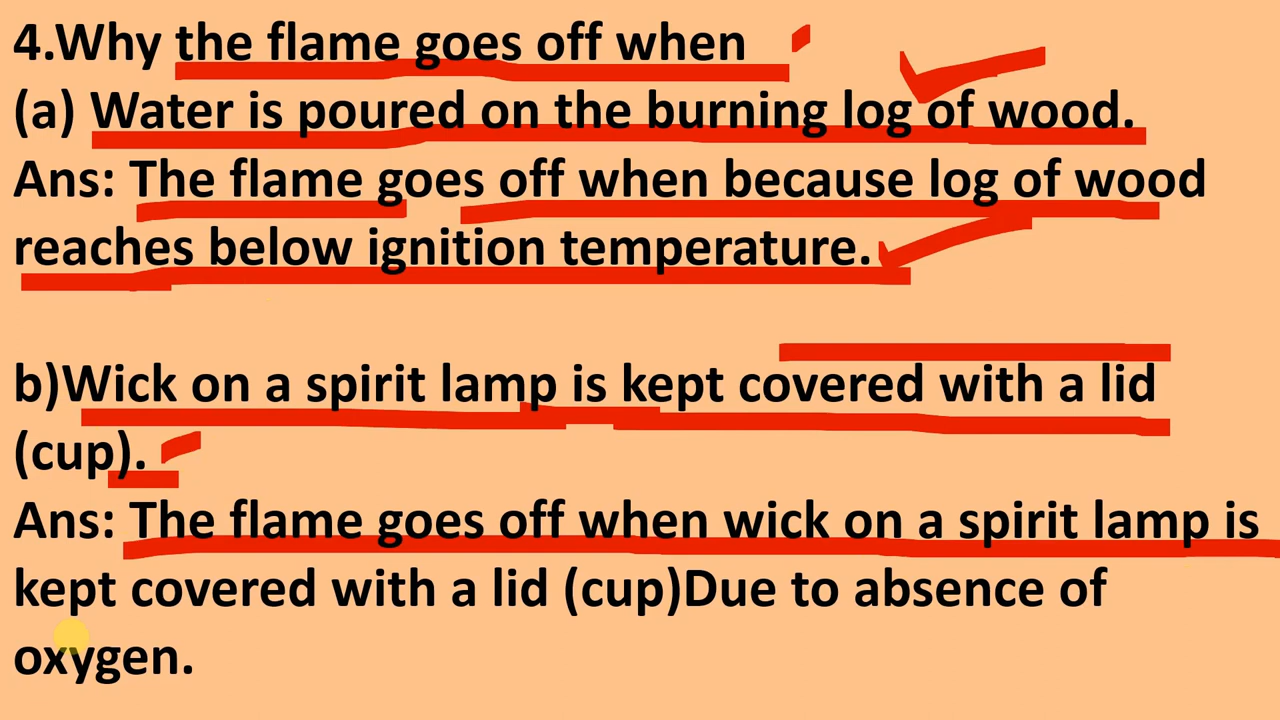 4.Why the flame goes off when
(a) Water is poured on the burning log of wood.
Ans: The flame goes off when because log of wood
reaches below ignition temperature.
b)Wick on a spirit lamp is kept covered with a lid
(cup).
Ans: The flame goes off when wick on a spirit lamp is
kept covered with a lid (cup)Due to absence of
oxygen.